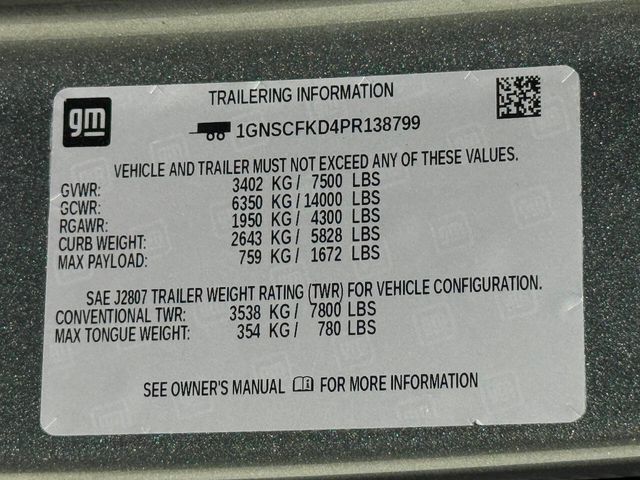 gm
TRAILERING INFORMATION
1GNSCFKD4PR138799
VEHICLE AND TRAILER MUST NOT EXCEED ANY OF THESE VALUES.
GVWR: 3402 KG / 7500 LBS
GCWR: 6350 KG / 14000 LBS
RGAWR: 1950 KG / 4300 LBS
CURB WEIGHT: 2643 KG / 5828 LBS
MAX PAYLOAD: 759 KG / 1672 LBS
SAE J2807 TRAILER WEIGHT RATING (TWR) FOR VEHICLE CONFIGURATION.
CONVENTIONAL TWR: 3538 KG / 7800 LBS
MAX TONGUE WEIGHT: 354 KG / 780 LBS
SEE OWNER'S MANUAL FOR MORE INFORMATION